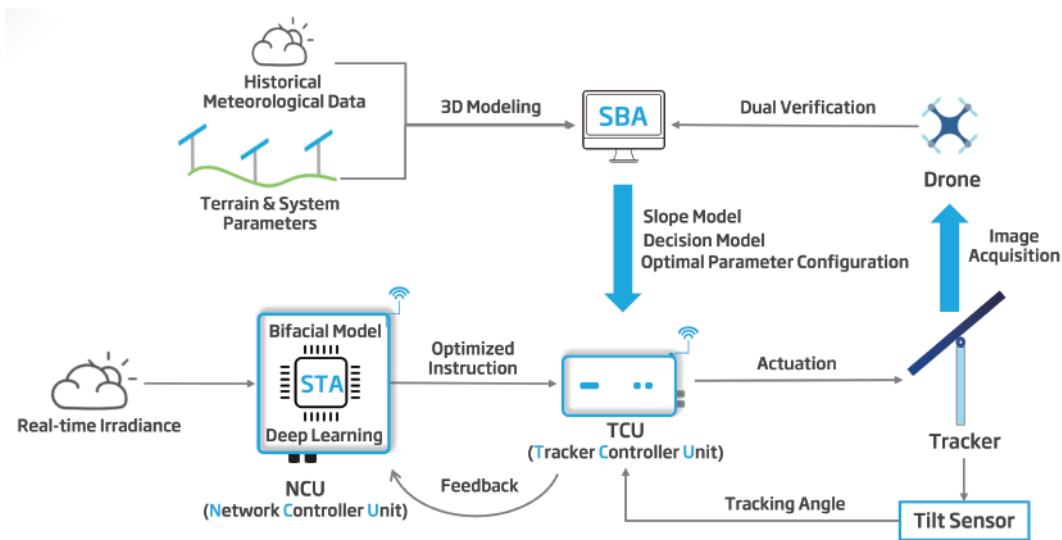 Historical
Meteorological Data
3D Modeling
SBA
Dual Verification
Drone
Terrain & System
Parameters
Slope Model
Decision Model
Optimal Parameter Configuration
Image
Acquisition
Bifacial Model
STA
Deep Learning
Optimized
Instruction
Actuation
Real-time Irradiance
TCU
(Tracker Controller Unit)
Tracker
NCU
(Network Controller Unit)
Feedback
Tracking Angle
Tilt Sensor